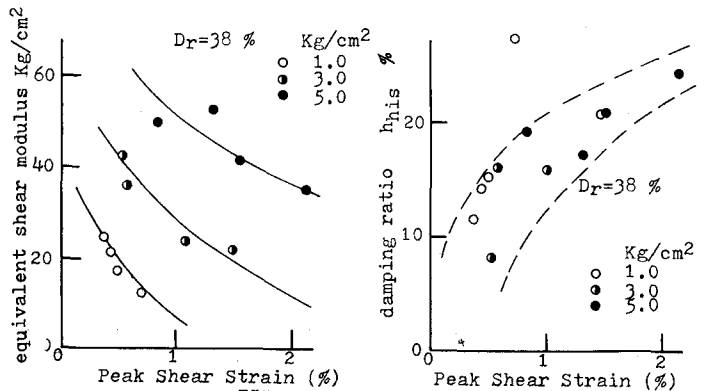 equivalent shear modulus Kg/cm2
Dr=38 %
Kg/cm2
1.0
3.0
5.0
60
40
20
0
1
2
Peak Shear Strain (%)
damping ratio hhis %
20
10
0
Dr=38 %
Kg/cm2
1.0
3.0
5.0
0
1
2
Peak Shear Strain (%)